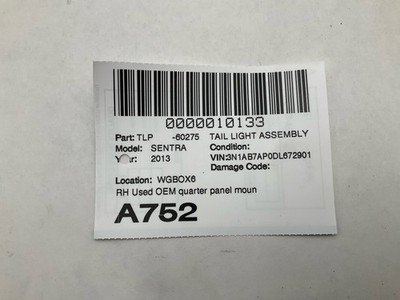 0000010133
Part: TLP -60275 TAIL LIGHT ASSEMBLY
Model: SENTRA Condition:
Year: 2013 VIN:3N1AB7AP0DL672901
Damage Code:
Location: WGBOX6
RH Used OEM quarter panel moun
A752